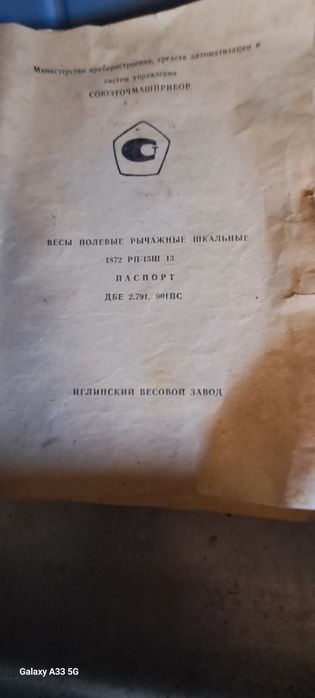 Министерство приборостроения, средств автоматизации и
систем управления
СОЮЗТОЧМАШПРИБОР
ВЕСЫ ПОЛЕВЫЕ РЫЧАЖНЫЕ ШКАЛЬНЫЕ
1872 РП-15Ш 13
ПАСПОРТ
ДБЕ 2.791. 001ПС
ИГЛИНСКИЙ ВЕСОВОЙ ЗАВОД
Galaxy A33 5G